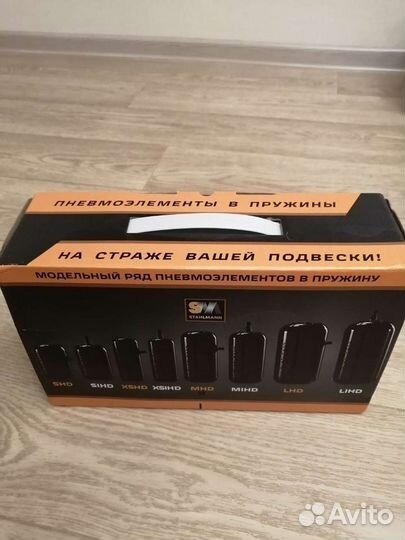 ПНЕВМОЭЛЕМЕНТЫ В ПРУЖИНЫ
НА СТРАЖЕ ВАШЕЙ ПОДВЕСКИ!
МОДЕЛЬНЫЙ РЯД ПНЕВМОЭЛЕМЕНТОВ В ПРУЖИНУ
SM
STAHLMANN
SHD SIHD XSHD XSIHD MHD MIHD LHD LIHD
Avito